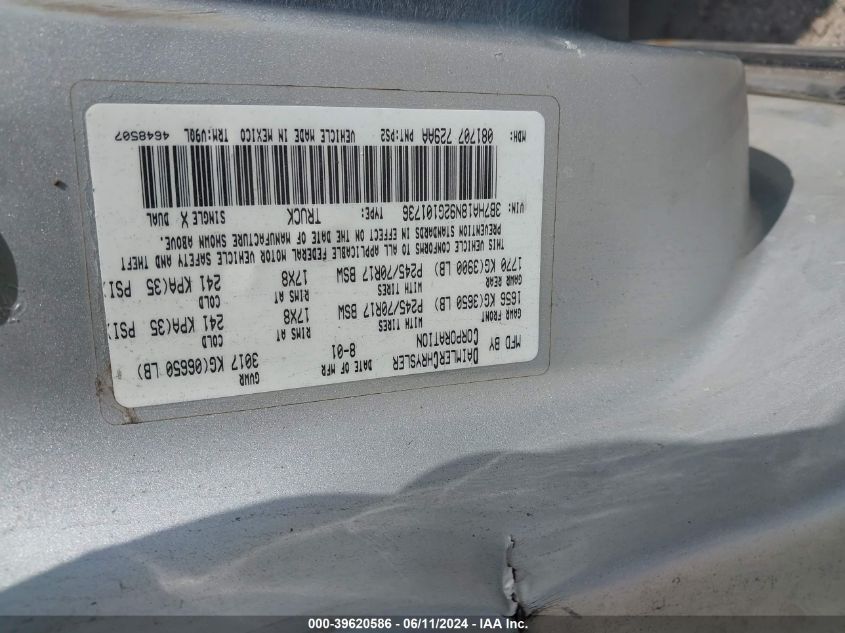 DAIMLERCHRYSLER
CORPORATION
MFD BY
DATE OF MFR
8-01
GVWR
3017 KG(06650 LB)
GAWR FRONT
1656 KG(3650 LB)
WITH TIRES
P245/70R17 BSW
RIMS AT
17X8
COLD
241 KPA(35 PSI)
GAWR REAR
1770 KG(3900 LB)
WITH TIRES
P245/70R17 BSW
RIMS AT
17X8
COLD
241 KPA(35 PSI)
THIS VEHICLE CONFORMS TO ALL APPLICABLE FEDERAL MOTOR VEHICLE SAFETY AND THEFT
PREVENTION STANDARDS IN EFFECT ON THE DATE OF MANUFACTURE SHOWN ABOVE.
VIN: 3B7HA18N92G101736 TYPE: TRUCK SINGLE X DUAL
MDH: 081707 729AA PNT:PS2 VEHICLE MADE IN MEXICO TRM:V9DL 4648507
000-39620586 - 06/11/2024 - IAA Inc.